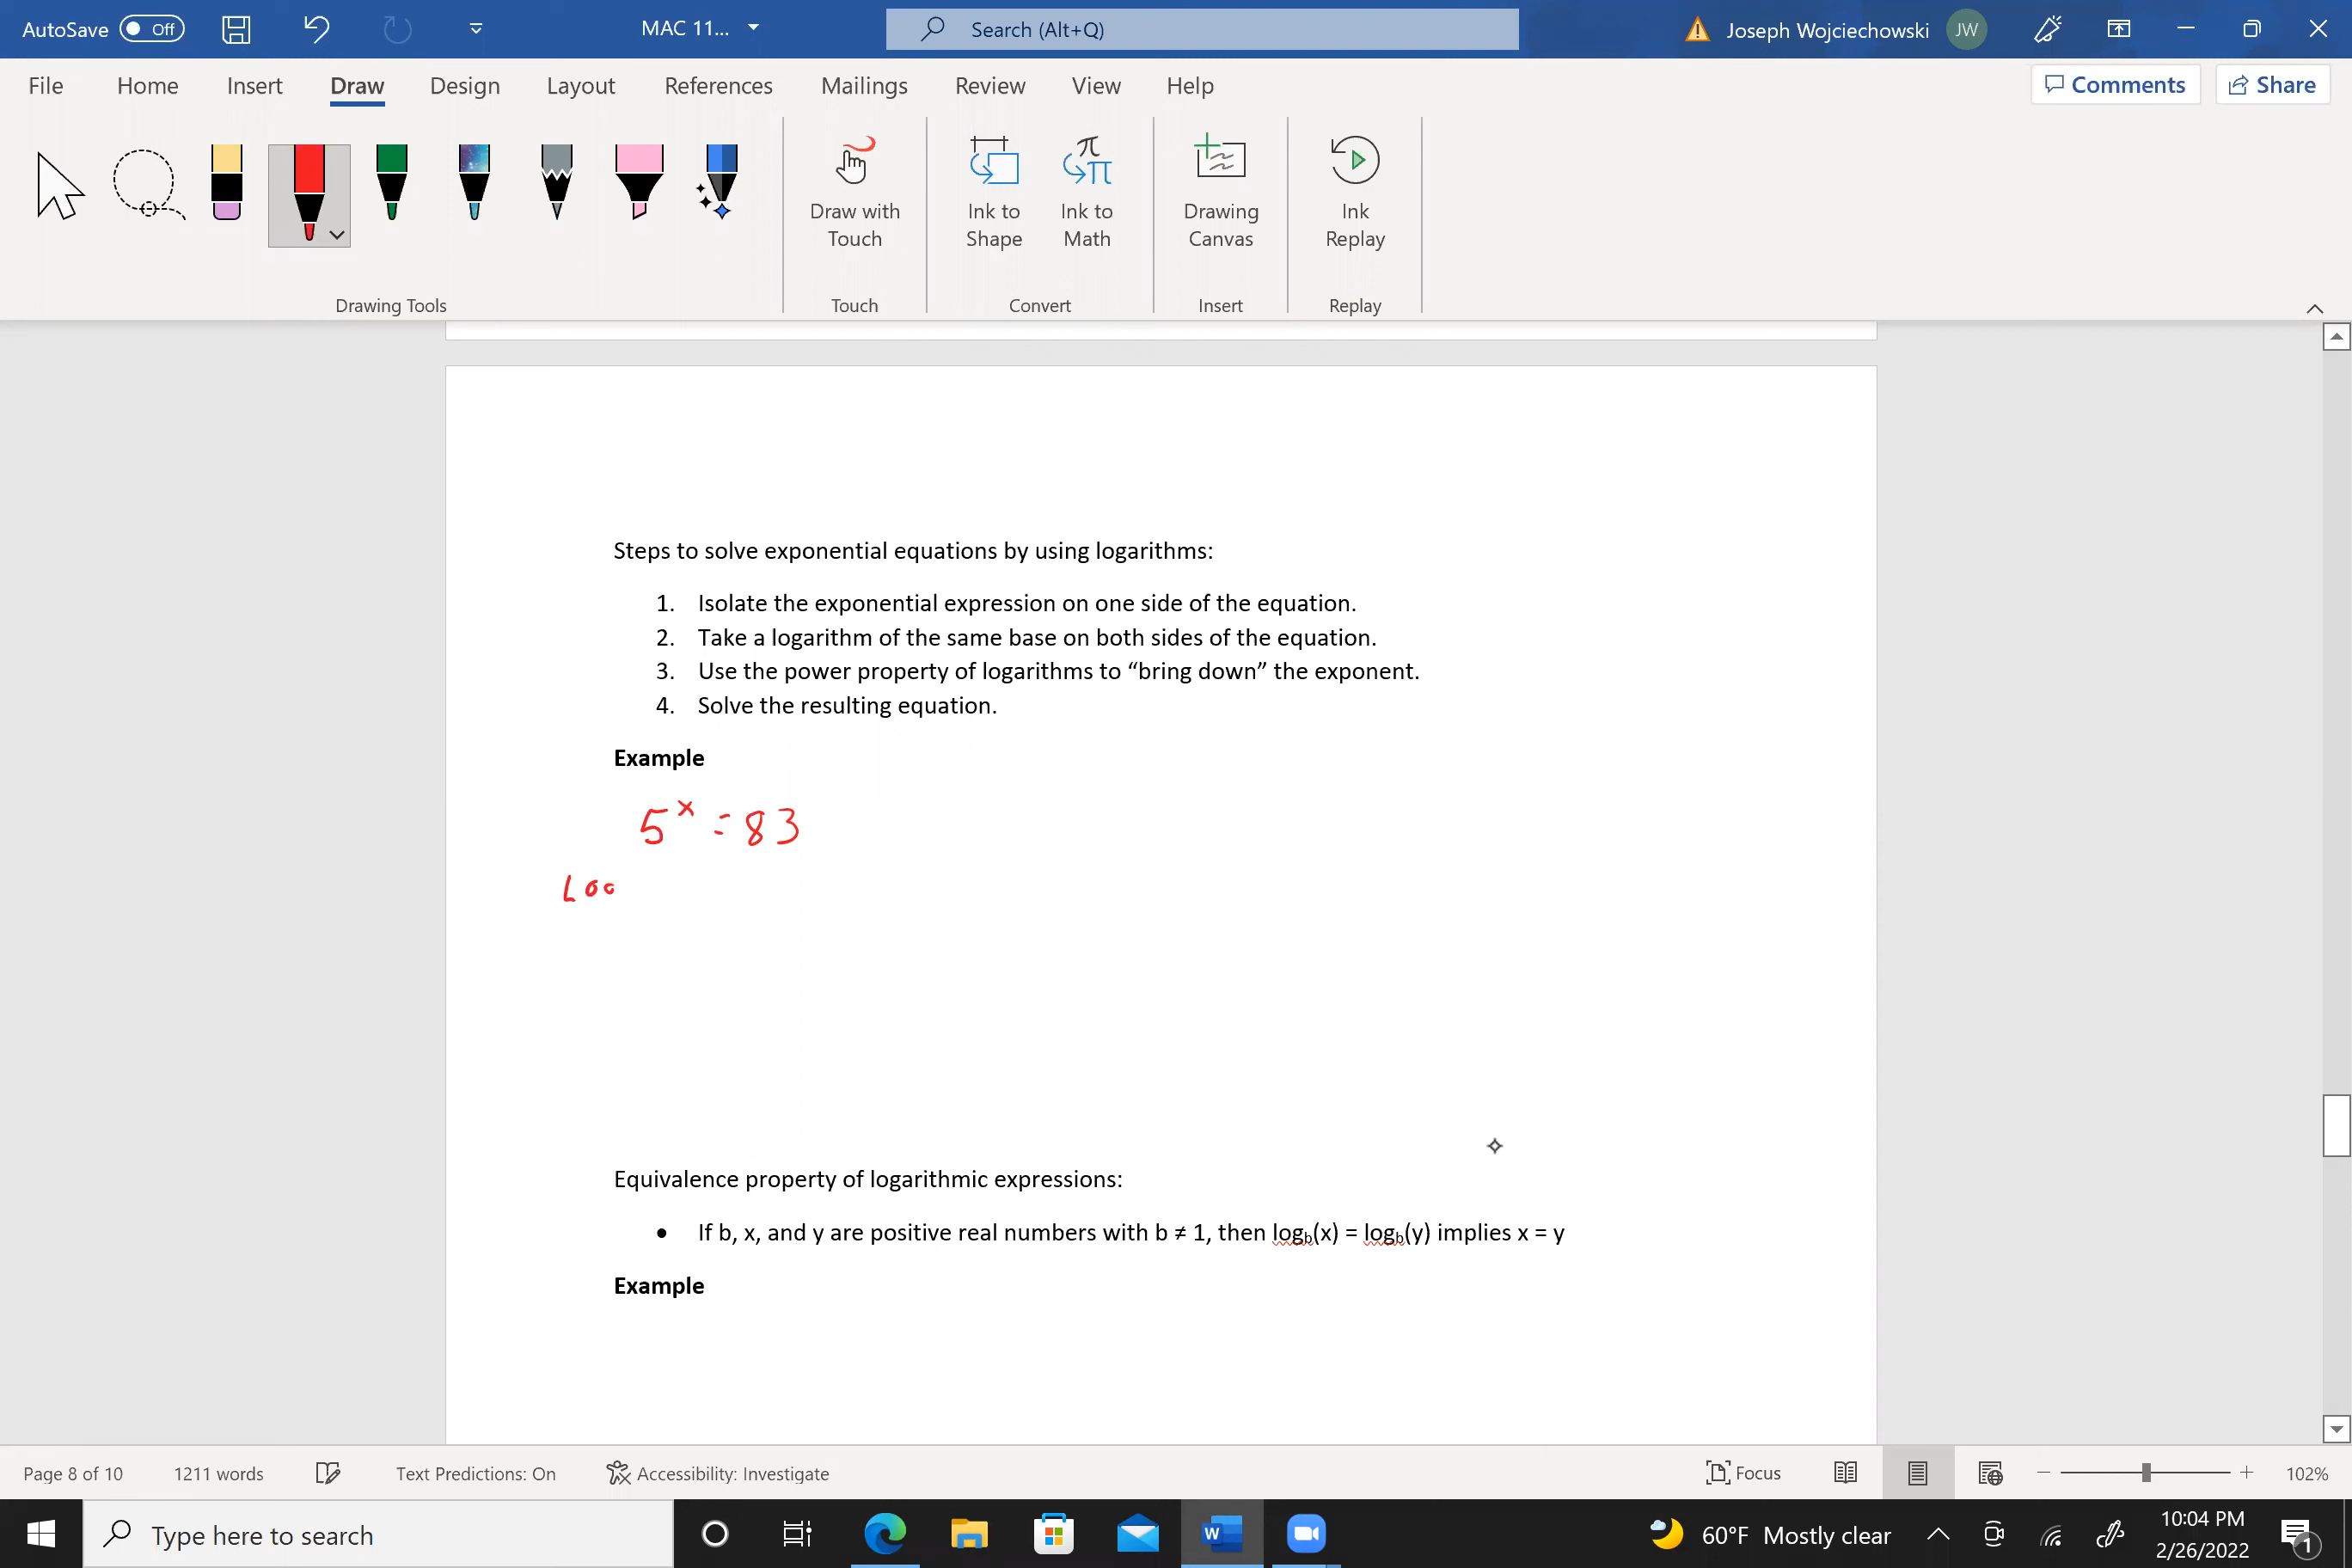 AutoSave Off MAC 11... Search (Alt+Q) Joseph Wojciechowski JW
File Home Insert Draw Design Layout References Mailings Review View Help Comments Share
Draw with Touch
Ink to Shape
Ink to Math
Drawing Canvas
Ink Replay
Drawing Tools Touch Convert Insert Replay
Steps to solve exponential equations by using logarithms:
1. Isolate the exponential expression on one side of the equation.
2. Take a logarithm of the same base on both sides of the equation.
3. Use the power property of logarithms to “bring down” the exponent.
4. Solve the resulting equation.
Example
5ˣ = 83
Equivalence property of logarithmic expressions:
• If b, x, and y are positive real numbers with b ≠ 1, then log_b(x) = log_b(y) implies x = y
Example
Page 8 of 10 1211 words Text Predictions: On Accessibility: Investigate Focus 102%
Type here to search 60°F Mostly clear 10:04 PM
2/26/2022 1